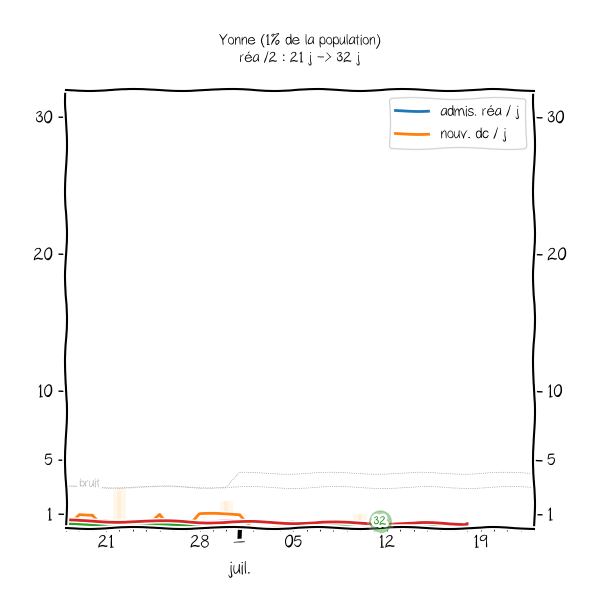 Yonne (1% de la population)
réa /2 : 21 j -> 32 j
admis. réa / j
nouv. dc / j
30
30
20
20
10
10
5
5
bruit
1
1
32
21
28
05
12
19
juil.